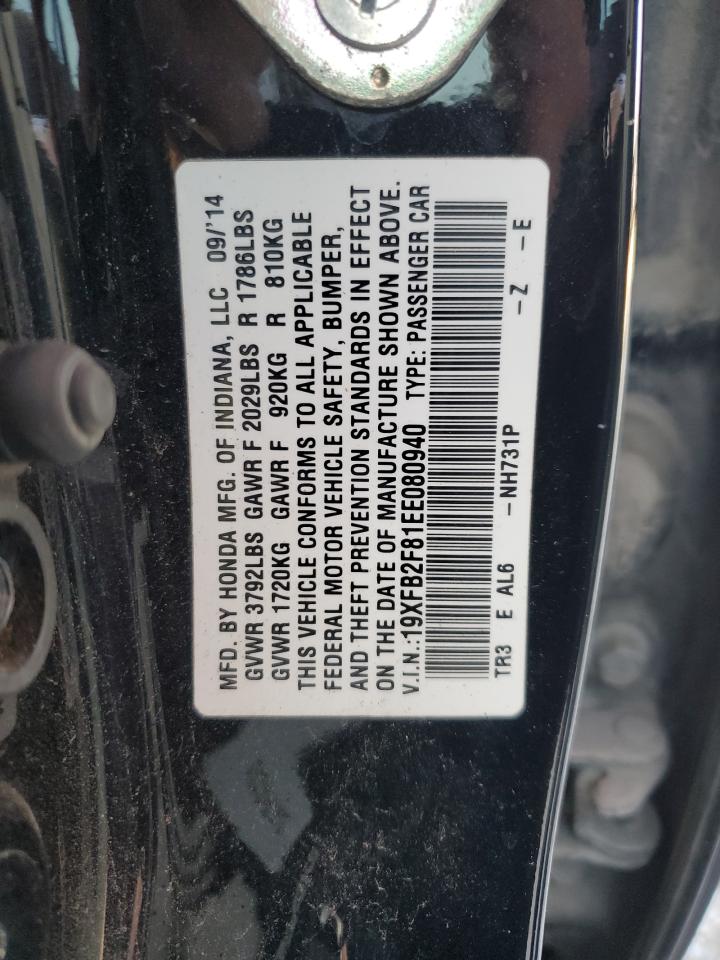 MFD. BY HONDA MFG. OF INDIANA, LLC 09/'14
GVWR 3792LBS GAWR F 2029LBS R 1786LBS
GVWR 1720KG GAWR F 920KG R 810KG
THIS VEHICLE CONFORMS TO ALL APPLICABLE
FEDERAL MOTOR VEHICLE SAFETY, BUMPER,
AND THEFT PREVENTION STANDARDS IN EFFECT
ON THE DATE OF MANUFACTURE SHOWN ABOVE.
V.I.N.:19XFB2F81EE080940 TYPE: PASSENGER CAR
TR3 E AL6 -NH731P -Z -E